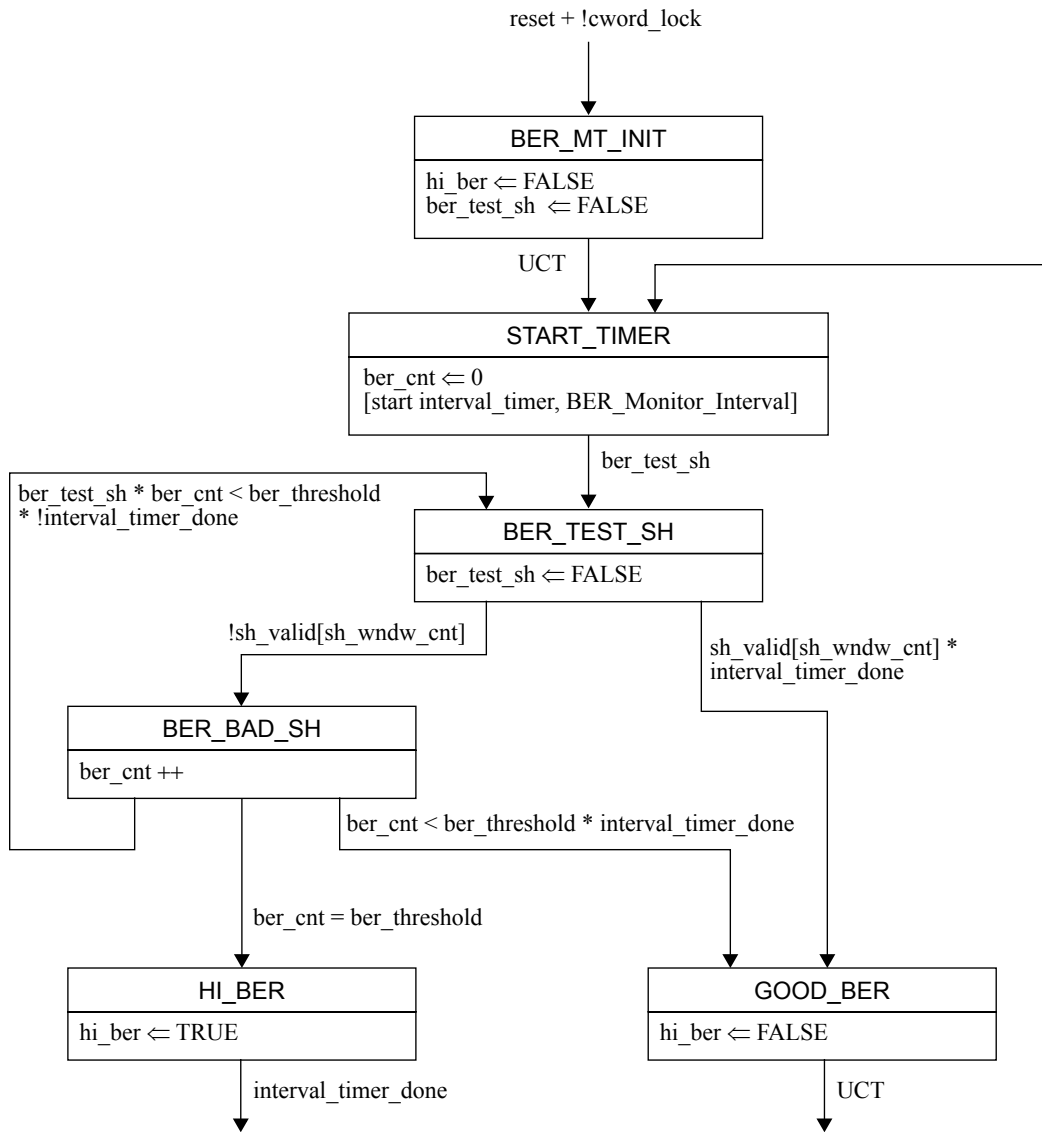 reset + !cword_lock
BER_MT_INIT
hi_ber ⇐ FALSE
ber_test_sh ⇐ FALSE
UCT
START_TIMER
ber_cnt ⇐ 0
[start interval_timer, BER_Monitor_Interval]
ber_test_sh
ber_test_sh * ber_cnt < ber_threshold
* !interval_timer_done
BER_TEST_SH
ber_test_sh ⇐ FALSE
!sh_valid[sh_wndw_cnt]
sh_valid[sh_wndw_cnt] *
interval_timer_done
BER_BAD_SH
ber_cnt ++
ber_cnt < ber_threshold * interval_timer_done
ber_cnt = ber_threshold
HI_BER
hi_ber ⇐ TRUE
GOOD_BER
hi_ber ⇐ FALSE
interval_timer_done
UCT